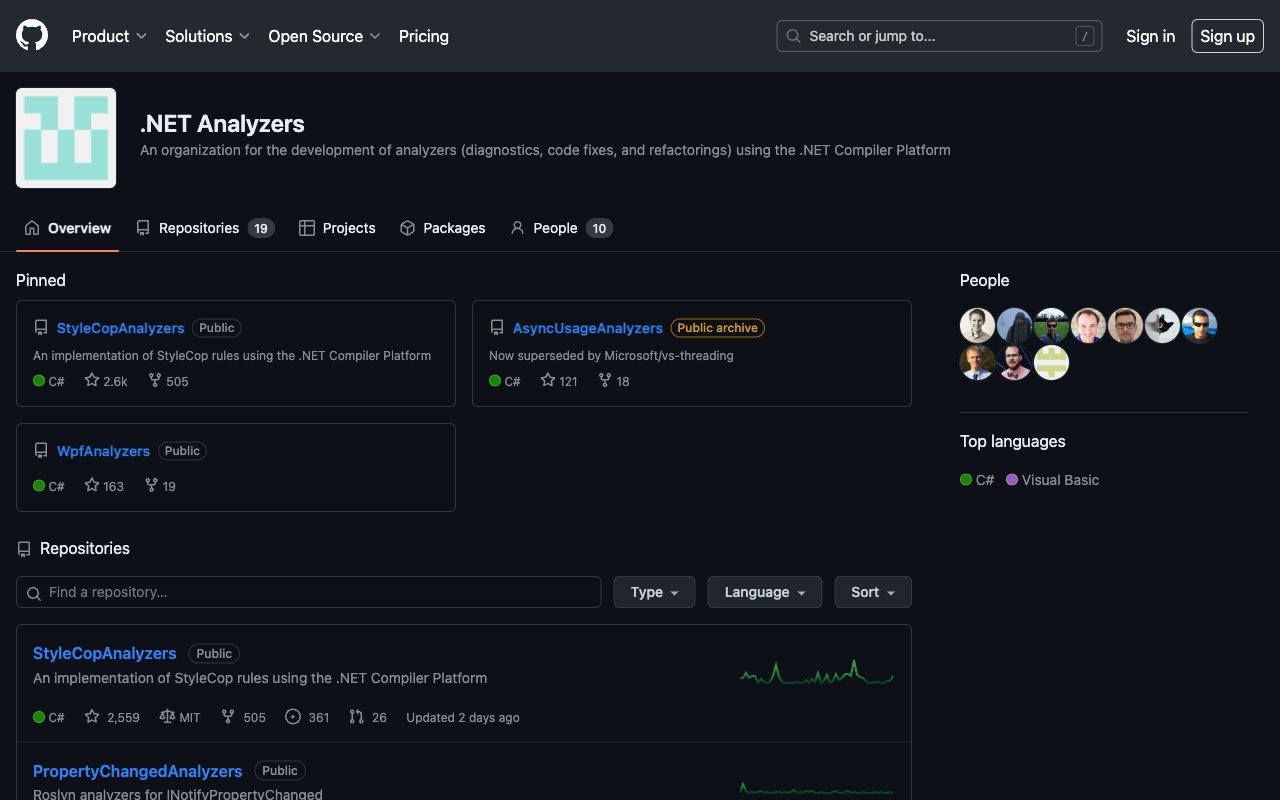 Product Solutions Open Source Pricing Search or jump to... / Sign in Sign up
.NET Analyzers
An organization for the development of analyzers (diagnostics, code fixes, and refactorings) using the .NET Compiler Platform
Overview Repositories 19 Projects Packages People 10
Pinned
StyleCopAnalyzers Public
An implementation of StyleCop rules using the .NET Compiler Platform
C# 2.6k 505
AsyncUsageAnalyzers Public archive
Now superseded by Microsoft/vs-threading
C# 121 18
WpfAnalyzers Public
C# 163 19
People
Top languages
C# Visual Basic
Repositories
Find a repository... Type Language Sort
StyleCopAnalyzers Public
An implementation of StyleCop rules using the .NET Compiler Platform
C# 2,559 MIT 505 361 26 Updated 2 days ago
PropertyChangedAnalyzers Public
Roslyn analyzers for INotifyPropertyChanged